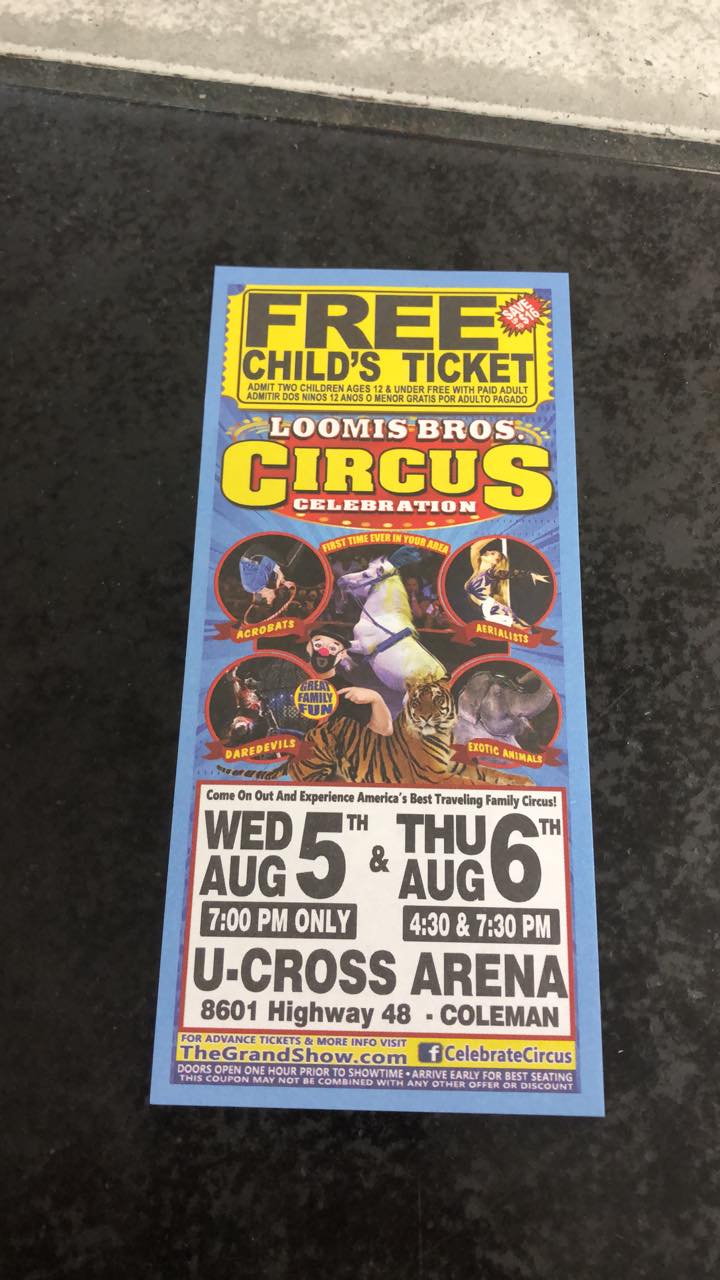 FREE
SAVE
UP TO $16
CHILD'S TICKET
ADMIT TWO CHILDREN AGES 12 & UNDER FREE WITH PAID ADULT
ADMITIR DOS NINOS 12 ANOS O MENOR GRATIS POR ADULTO PAGADO
LOOMIS BROS.
CIRCUS
CELEBRATION
FIRST TIME EVER IN YOUR AREA
ACROBATS
AERIALISTS
GREAT
FAMILY
FUN
DAREDEVILS
EXOTIC ANIMALS
Come On Out And Experience America's Best Traveling Family Circus!
WED AUG 5TH & THU AUG 6TH
7:00 PM ONLY
4:30 & 7:30 PM
U-CROSS ARENA
8601 Highway 48 - COLEMAN
FOR ADVANCE TICKETS & MORE INFO VISIT
TheGrandShow.com f CelebrateCircus
DOORS OPEN ONE HOUR PRIOR TO SHOWTIME • ARRIVE EARLY FOR BEST SEATING
THIS COUPON MAY NOT BE COMBINED WITH ANY OTHER OFFER OR DISCOUNT